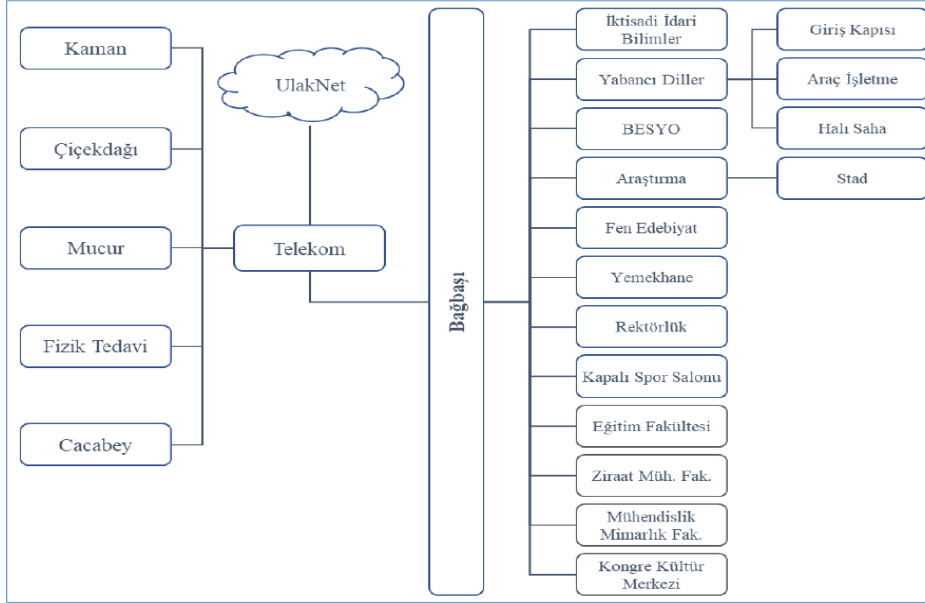 Kaman
Çiçekdağı
Mucur
Fizik Tedavi
Cacabey
UlakNet
Telekom
Bağbaşı
İktisadi İdari
Bilimler
Yabancı Diller
BESYO
Araştırma
Fen Edebiyat
Yemekhane
Rektörlük
Kapalı Spor Salonu
Eğitim Fakültesi
Ziraat Müh. Fak.
Mühendislik
Mimarlık Fak.
Kongre Kültür
Merkezi
Giriş Kapısı
Araç İşletme
Halı Saha
Stad